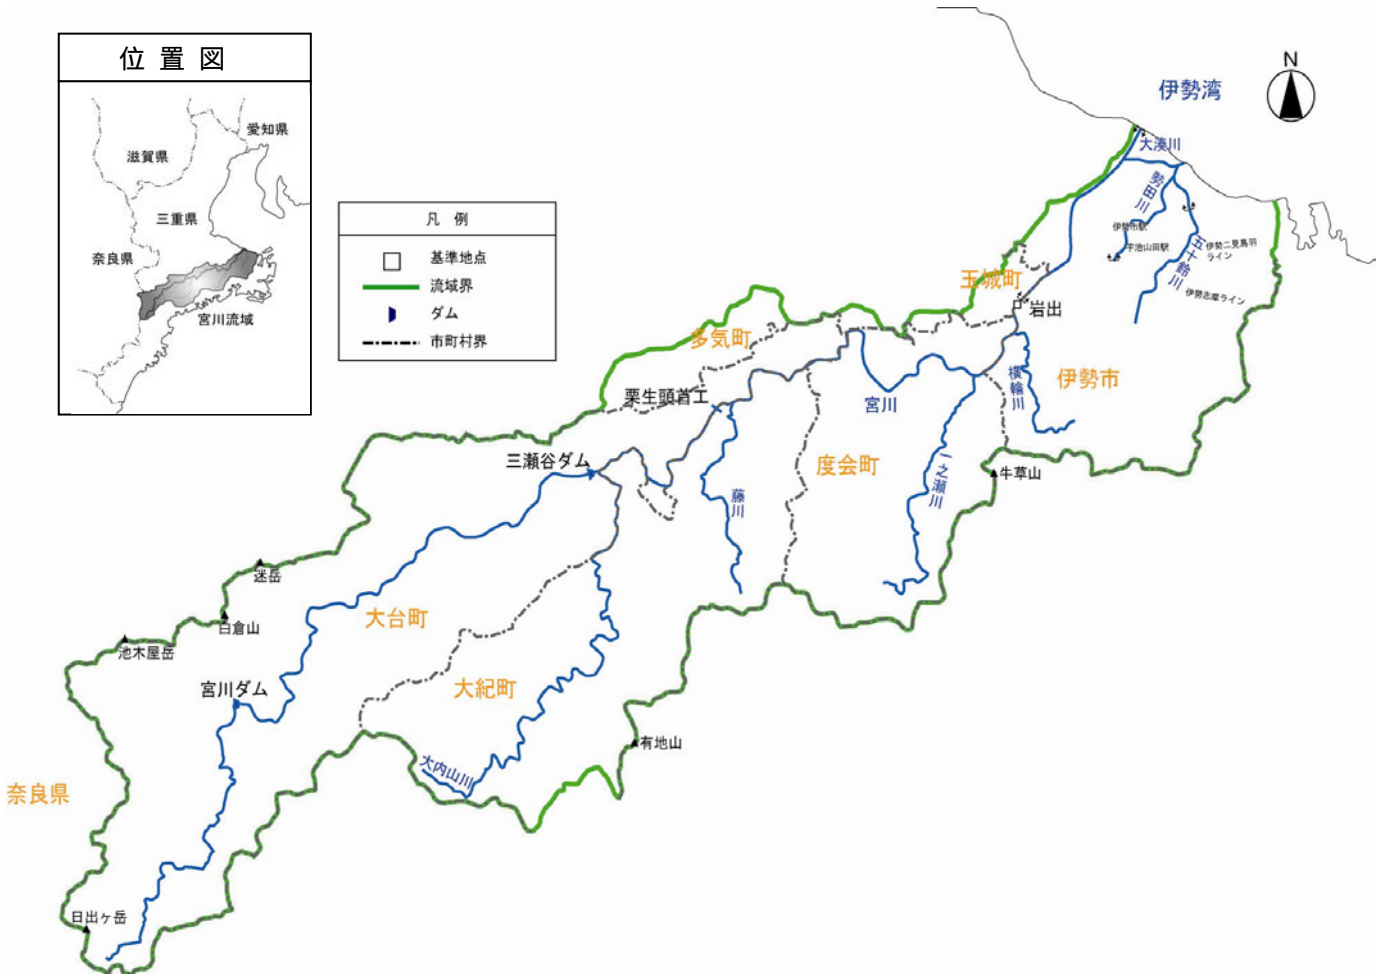 位置図
愛知県
滋賀県
三重県
奈良県
宮川流域
凡 例
基準地点
流域界
ダム
市町村界
N
伊勢湾
大湊川
勢田川
伊勢市駅
宇治山田駅
五十鈴川
伊勢二見鳥羽
ライン
伊勢志摩ライン
玉城町
岩出
多気町
伊勢市
横輪川
栗生頭首工
宮川
度会町
一之瀬川
牛草山
三瀬谷ダム
藤川
迷岳
大台町
白倉山
池木屋岳
宮川ダム
大紀町
有地山
大内山川
奈良県
日出ヶ岳